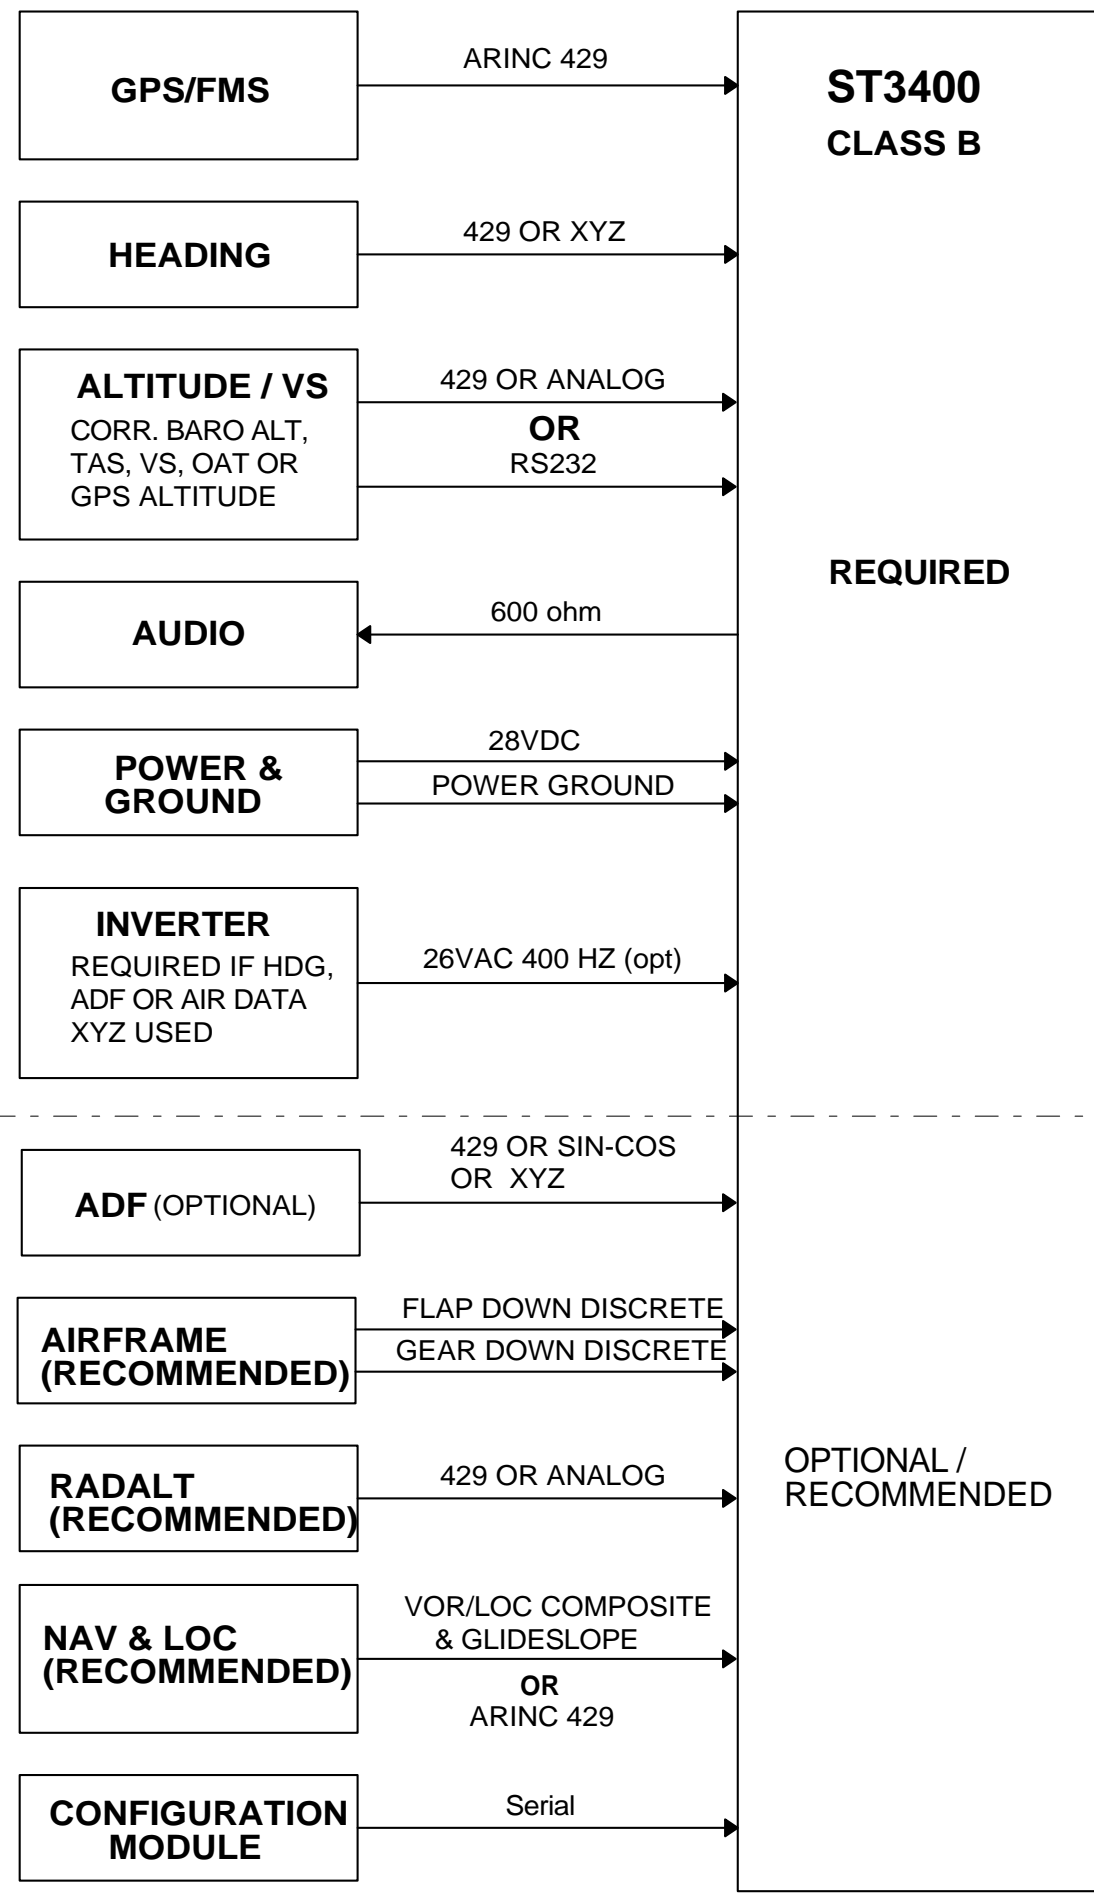 GPS/FMS
ARINC 429
ST3400
CLASS B
HEADING
429 OR XYZ
ALTITUDE / VS
CORR. BARO ALT,
TAS, VS, OAT OR
GPS ALTITUDE
429 OR ANALOG
OR
RS232
REQUIRED
AUDIO
600 ohm
POWER &
GROUND
28VDC
POWER GROUND
INVERTER
REQUIRED IF HDG,
ADF OR AIR DATA
XYZ USED
26VAC 400 HZ (opt)
ADF (OPTIONAL)
429 OR SIN-COS
OR XYZ
AIRFRAME
(RECOMMENDED)
FLAP DOWN DISCRETE
GEAR DOWN DISCRETE
RADALT
(RECOMMENDED)
429 OR ANALOG
OPTIONAL /
RECOMMENDED
NAV & LOC
(RECOMMENDED)
VOR/LOC COMPOSITE
& GLIDESLOPE
OR
ARINC 429
CONFIGURATION
MODULE
Serial